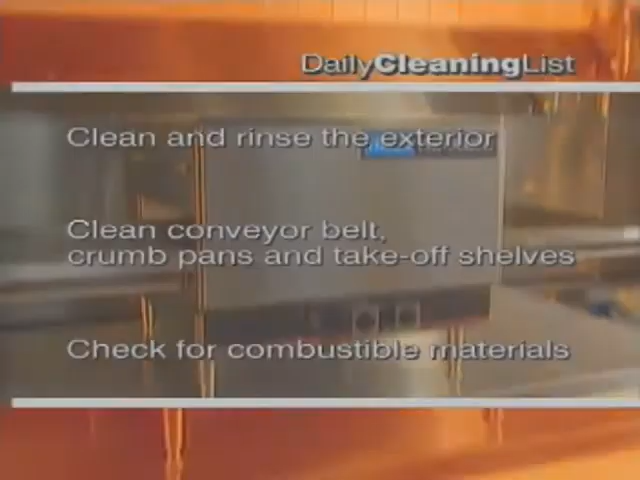 DailyCleaningList
Clean and rinse the exterior
Clean conveyor belt,
crumb pans and take-off shelves
Check for combustible materials